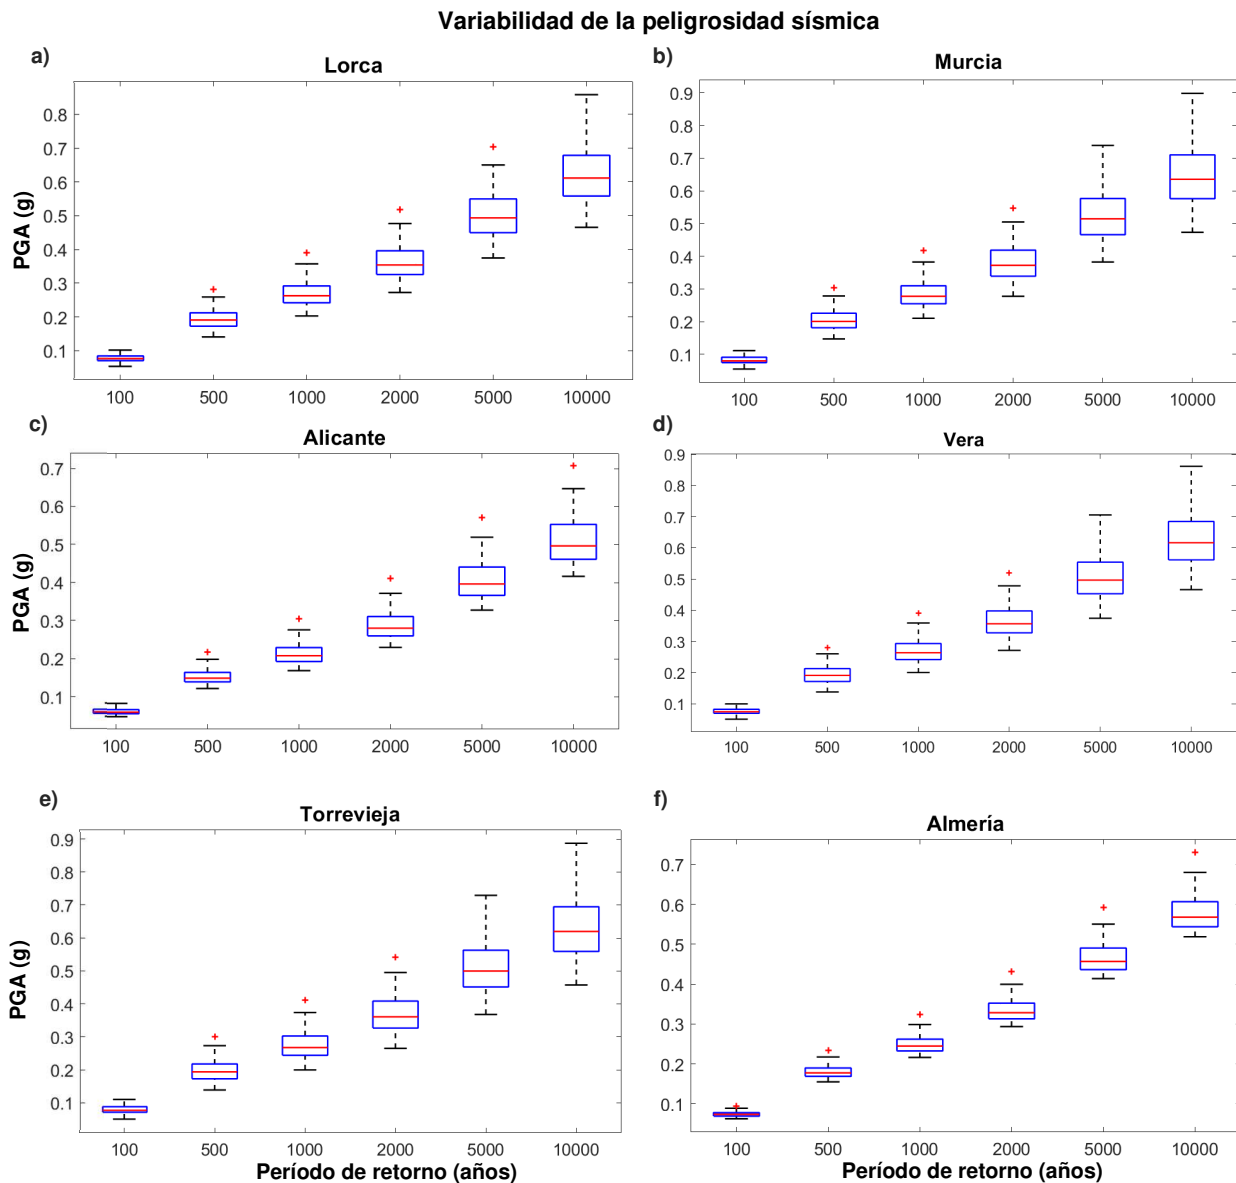 Variabilidad de la peligrosidad sísmica
a)
Lorca
PGA (g)
0.8
0.7
0.6
0.5
0.4
0.3
0.2
0.1
100 500 1000 2000 5000 10000
b)
Murcia
0.9
0.8
0.7
0.6
0.5
0.4
0.3
0.2
0.1
100 500 1000 2000 5000 10000
c)
Alicante
PGA (g)
0.7
0.6
0.5
0.4
0.3
0.2
0.1
100 500 1000 2000 5000 10000
d)
Vera
0.9
0.8
0.7
0.6
0.5
0.4
0.3
0.2
0.1
100 500 1000 2000 5000 10000
e)
Torrevieja
PGA (g)
0.9
0.8
0.7
0.6
0.5
0.4
0.3
0.2
0.1
100 500 1000 2000 5000 10000
Período de retorno (años)
f)
Almería
0.7
0.6
0.5
0.4
0.3
0.2
0.1
100 500 1000 2000 5000 10000
Período de retorno (años)